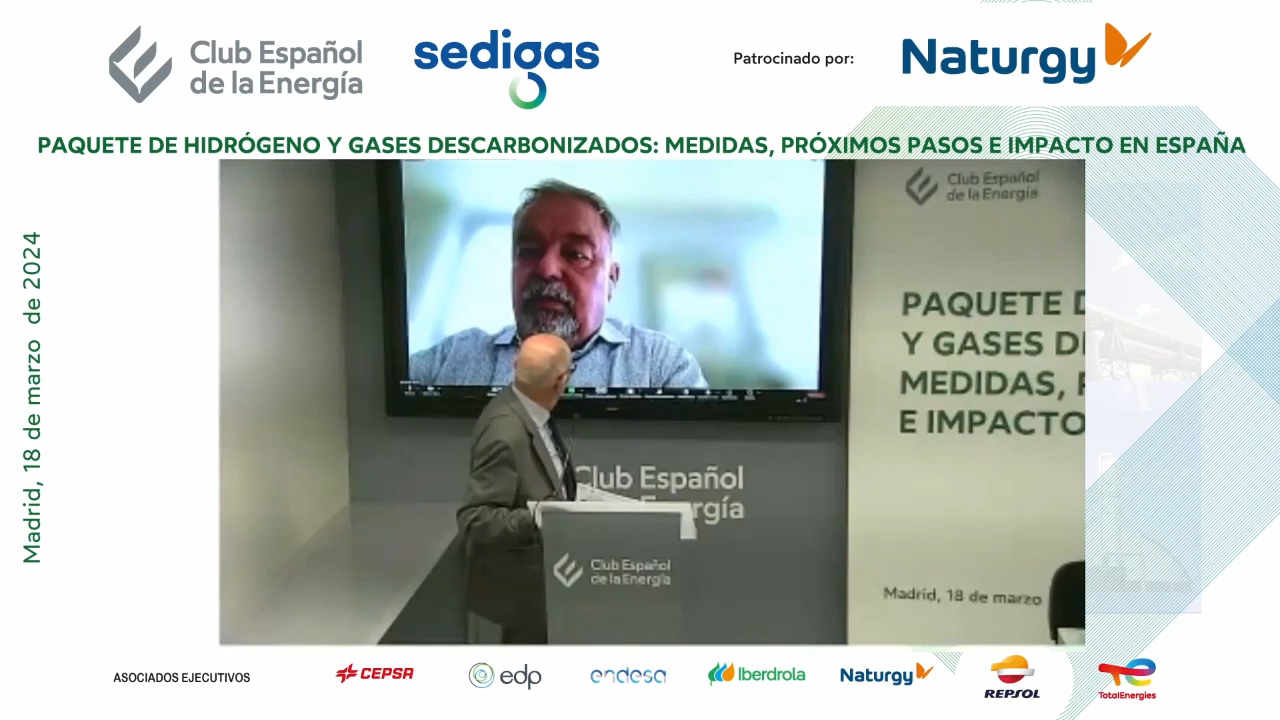 Club Español
de la Energía
sedigas
Patrocinado por:
Naturgy
PAQUETE DE HIDRÓGENO Y GASES DESCARBONIZADOS: MEDIDAS, PRÓXIMOS PASOS E IMPACTO EN ESPAÑA
Madrid, 18 de marzo de 2024
Club Español
de la Energía
PAQUETE D
Y GASES DE
MEDIDAS, P
E IMPACTO
Club Español
rgía
Club Español
de la Energía
Madrid, 18 de marzo
ASOCIADOS EJECUTIVOS
CEPSA
edp
endesa
Iberdrola
Naturgy
REPSOL
TotalEnergies